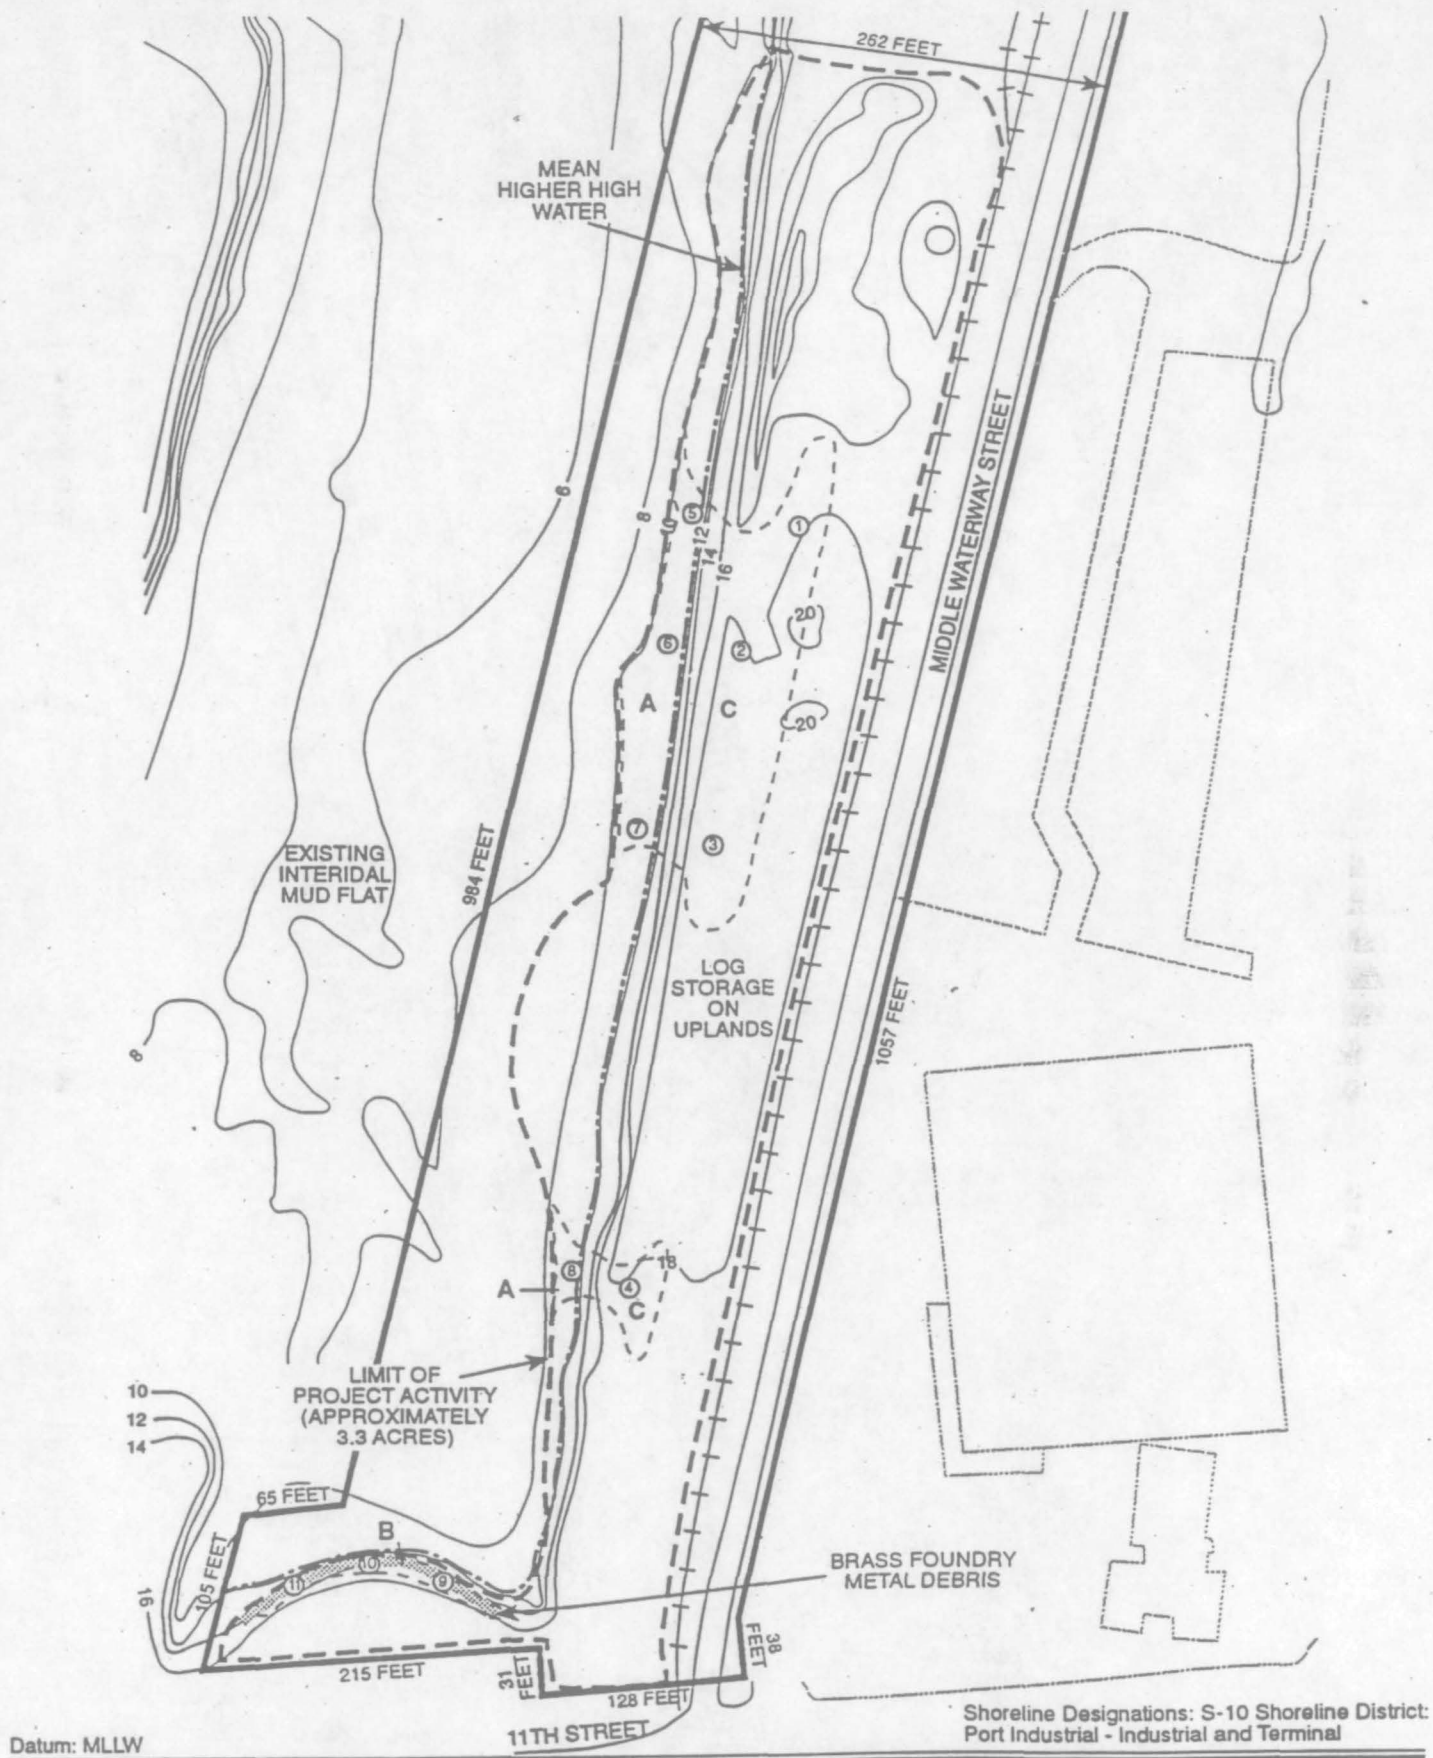 262 FEET
MEAN
HIGHER HIGH
WATER
6
8
10
12
14
16
5
1
MIDDLE WATERWAY STREET
20
6
2
A
C
20
7
3
984 FEET
EXISTING
INTERIDAL
MUD FLAT
LOG
STORAGE
ON
UPLANDS
1057 FEET
8
18
8
A
4
C
LIMIT OF
PROJECT ACTIVITY
(APPROXIMATELY
3.3 ACRES)
10
12
14
65 FEET
B
105 FEET
16
11
10
9
BRASS FOUNDRY
METAL DEBRIS
38
FEET
215 FEET
31
FEET
128 FEET
11TH STREET
Shoreline Designations: S-10 Shoreline District:
Port Industrial - Industrial and Terminal
Datum: MLLW